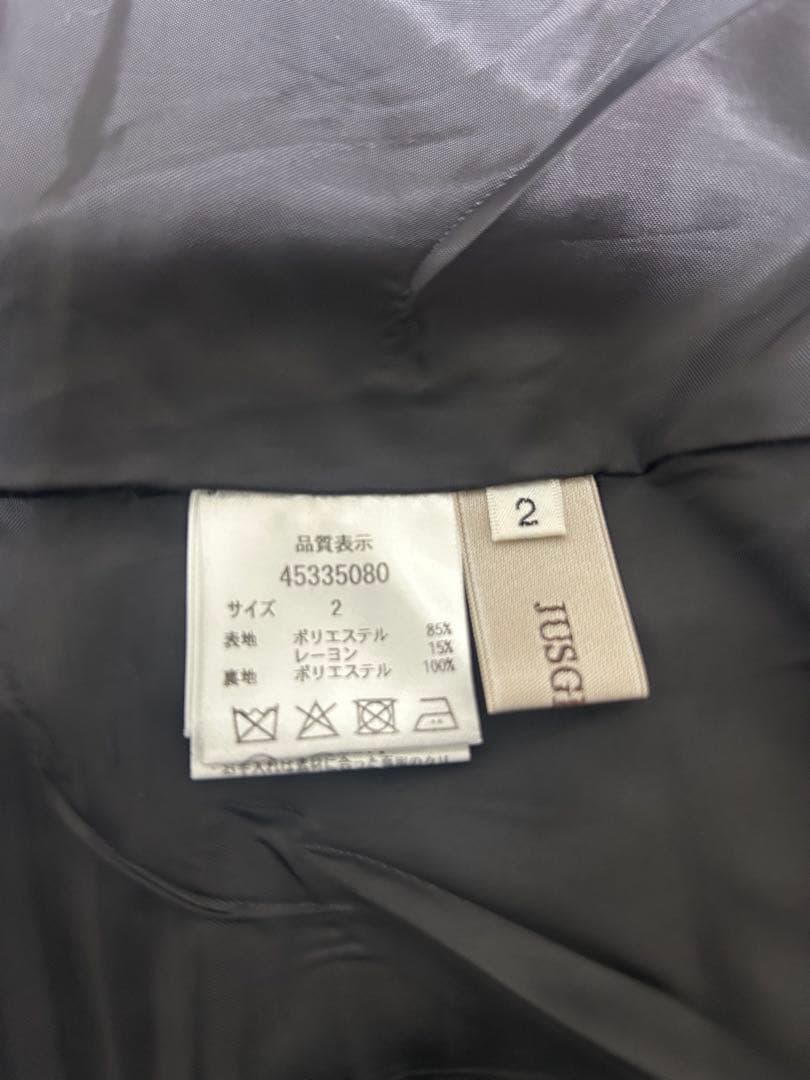 品質表示
45335080
サイズ 2
表地 ポリエステル 85%
レーヨン 15%
裏地 ポリエステル 100%
2
JUSGL